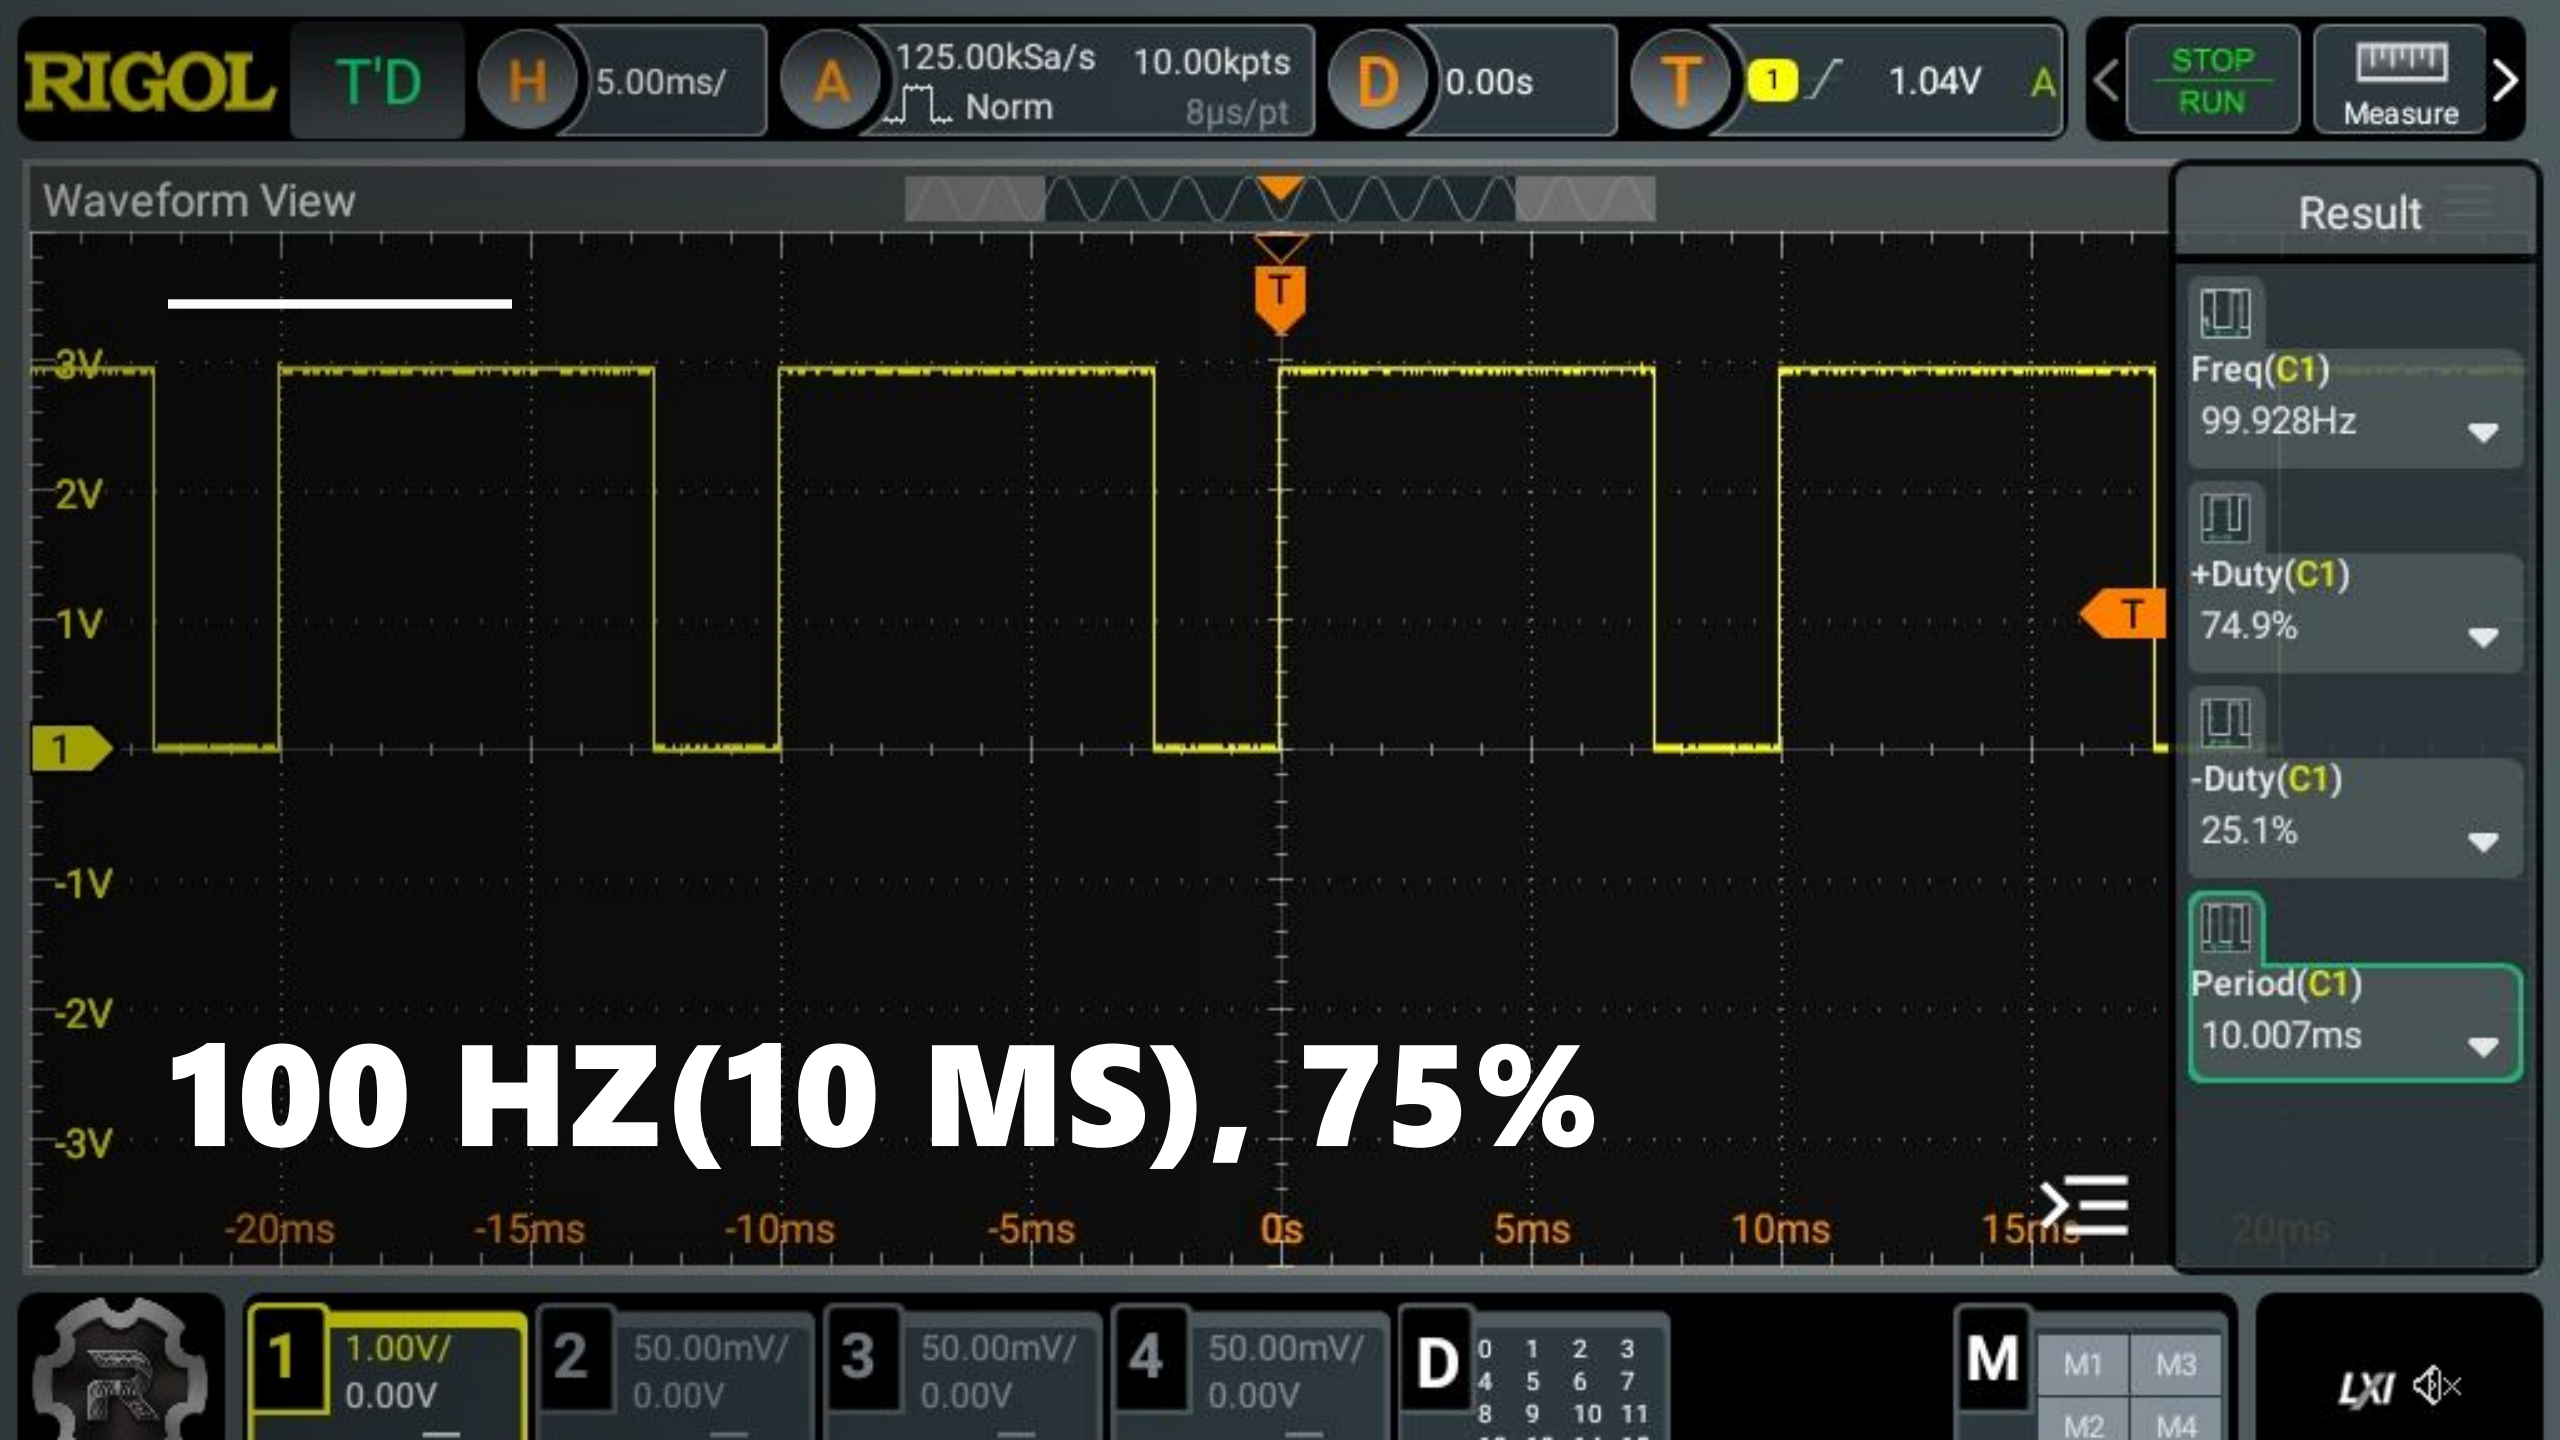 RIGOL
T'D
H
5.00ms/
A
125.00kSa/s
10.00kpts
Norm
8µs/pt
D
0.00s
T
1
1.04V
A
STOP
RUN
Measure
Waveform View
Result
T
3V
2V
1V
1
-1V
-2V
-3V
T
Freq(C1)
99.928Hz
+Duty(C1)
74.9%
-Duty(C1)
25.1%
Period(C1)
10.007ms
100 HZ(10 MS), 75%
-20ms
-15ms
-10ms
-5ms
0s
5ms
10ms
15ms
20ms
R
1
1.00V/
0.00V
2
50.00mV/
0.00V
3
50.00mV/
0.00V
4
50.00mV/
0.00V
D
0 1 2 3
4 5 6 7
8 9 10 11
M
M1 M3
M2 M4
LXI